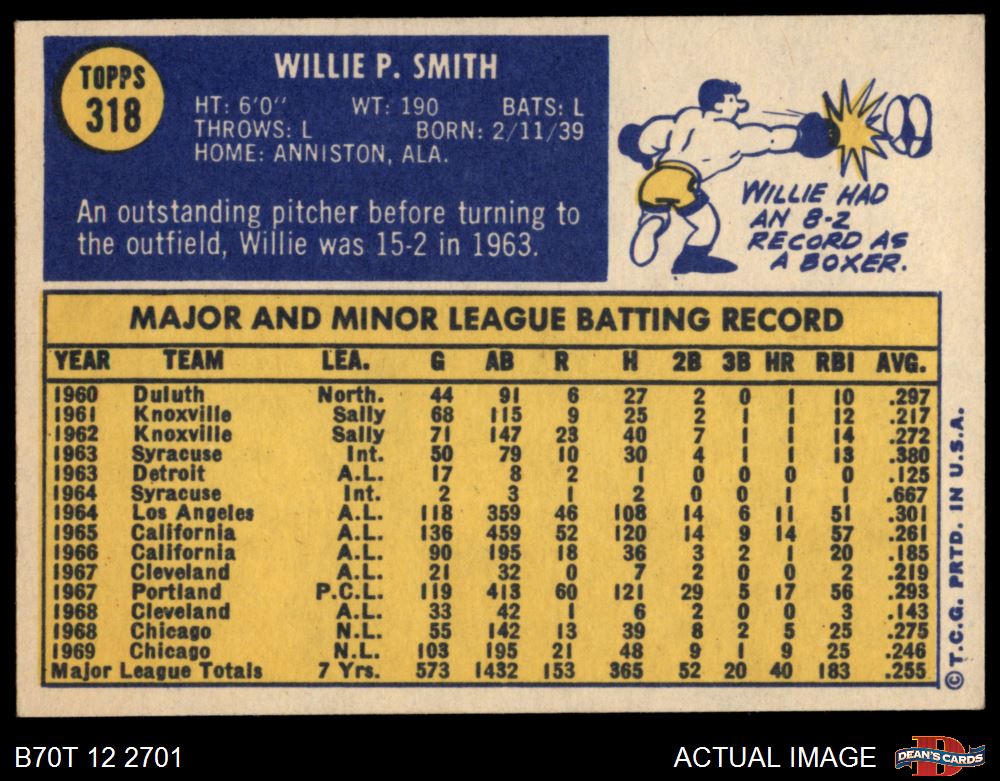 TOPPS
318
WILLIE P. SMITH
HT: 6'0" WT: 190 BATS: L
THROWS: L BORN: 2/11/39
HOME: ANNISTON, ALA.
An outstanding pitcher before turning to
the outfield, Willie was 15-2 in 1963.
WILLIE HAD
AN 8-2
RECORD AS
A BOXER.
MAJOR AND MINOR LEAGUE BATTING RECORD
YEAR TEAM LEA. G AB R H 2B 3B HR RBI AVG.
1960 Duluth North. 44 91 6 27 2 0 1 10 .297
1961 Knoxville Sally 68 115 9 25 2 1 1 12 .217
1962 Knoxville Sally 71 147 23 40 7 1 1 14 .272
1963 Syracuse Int. 50 79 10 30 4 1 1 13 .380
1963 Detroit A.L. 17 8 2 1 0 0 0 0 .125
1964 Syracuse Int. 2 3 1 2 0 0 1 1 .667
1964 Los Angeles A.L. 118 359 46 108 14 6 11 51 .301
1965 California A.L. 136 459 52 120 14 9 14 57 .261
1966 California A.L. 90 195 18 36 3 2 1 20 .185
1967 Cleveland A.L. 21 32 0 7 2 0 0 2 .219
1967 Portland P.C.L. 119 413 60 121 29 5 17 56 .293
1968 Cleveland A.L. 33 42 1 6 2 0 0 3 .143
1968 Chicago N.L. 55 142 13 39 8 2 5 25 .275
1969 Chicago N.L. 103 195 21 48 9 1 9 25 .246
Major League Totals 7 Yrs. 573 1432 153 365 52 20 40 183 .255
©T.C.G. PRTD. IN U.S.A.
B70T 12 2701 ACTUAL IMAGE
D
DEAN'S CARDS